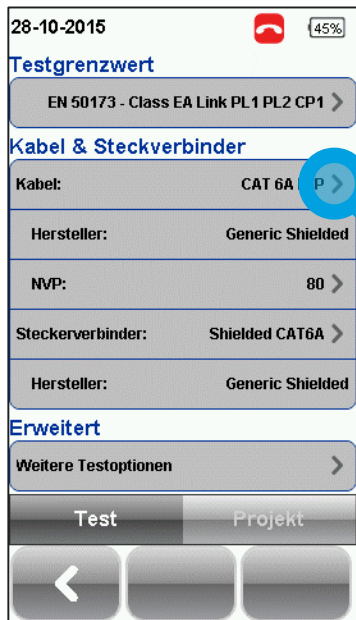 28-10-2015 45%
Testgrenzwert
EN 50173 - Class EA Link PL1 PL2 CP1
Kabel & Steckverbinder
Kabel: CAT 6A
Hersteller: Generic Shielded
NVP: 80
Steckerverbinder: Shielded CAT6A
Hersteller: Generic Shielded
Erweitert
Weitere Testoptionen
Test Projekt